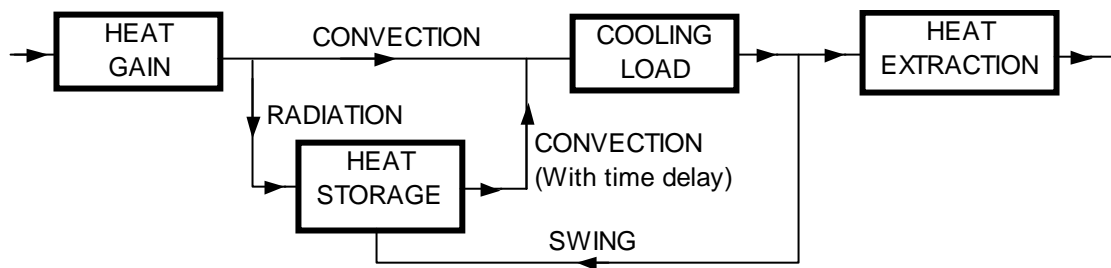 HEAT
GAIN
CONVECTION
COOLING
LOAD
HEAT
EXTRACTION
RADIATION
HEAT
STORAGE
CONVECTION
(With time delay)
SWING